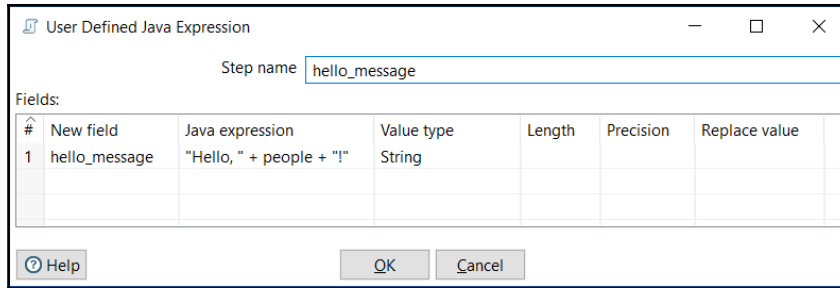 User Defined Java Expression
Step name hello_message
Fields:
# New field Java expression Value type Length Precision Replace value
1 hello_message "Hello, " + people + "!" String
Help OK Cancel